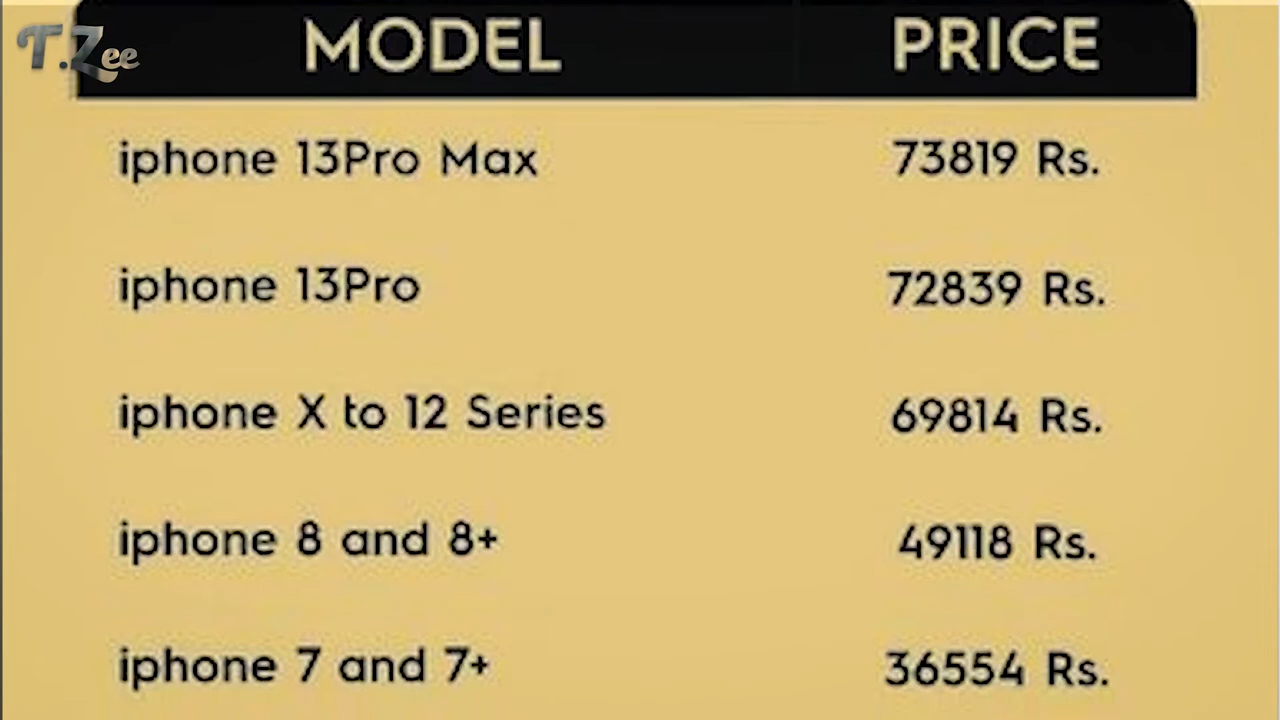 T.Zee
MODEL PRICE
iphone 13Pro Max 73819 Rs.
iphone 13Pro 72839 Rs.
iphone X to 12 Series 69814 Rs.
iphone 8 and 8+ 49118 Rs.
iphone 7 and 7+ 36554 Rs.